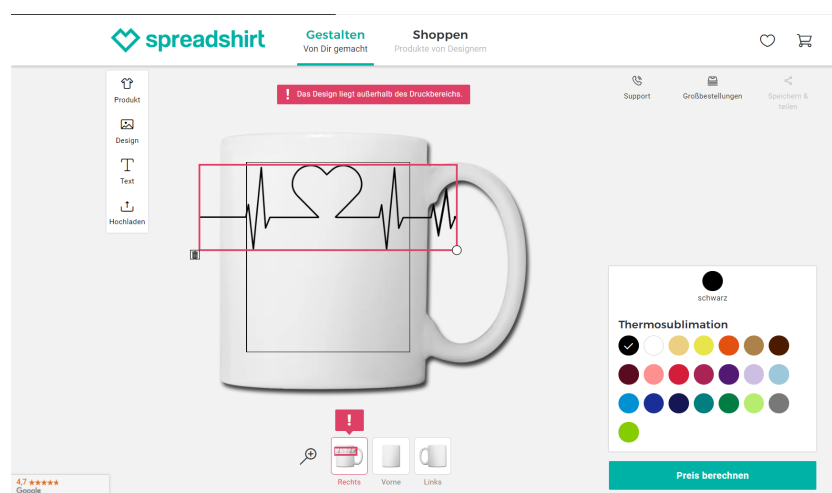 spreadshirt
Gestalten
Von Dir gemacht
Shoppen
Produkte von Designern
Produkt
Design
Text
Hochladen
! Das Design liegt außerhalb des Druckbereichs.
Support
Großbestellungen
Speichern &
teilen
schwarz
Thermosublimation
!
Rechts
Vorne
Links
Preis berechnen
4,7 ★★★★★
Google